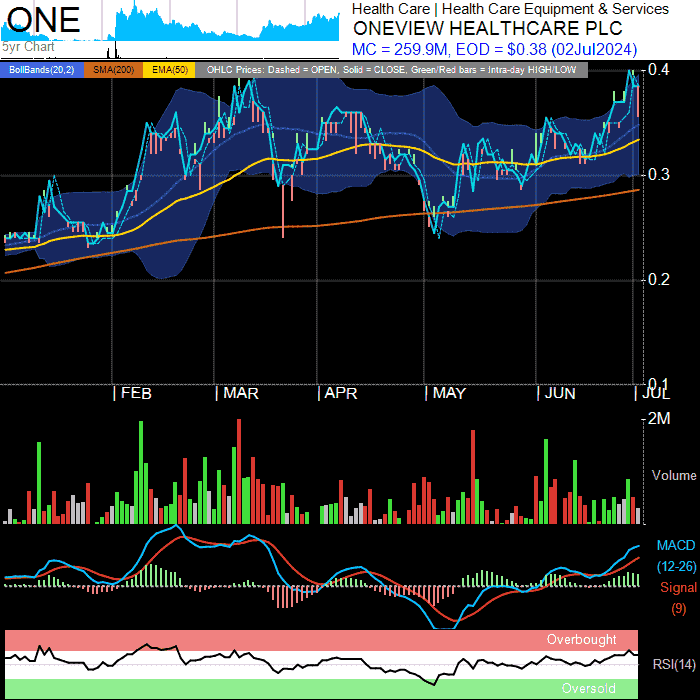 ONE
5yr Chart
Health Care | Health Care Equipment & Services
ONEVIEW HEALTHCARE PLC
MC = 259.9M, EOD = $0.38 (02Jul2024)
BollBands(20,2) SMA(200) EMA(50) OHLC Prices: Dashed = OPEN, Solid = CLOSE, Green/Red bars = Intra-day HIGH/LOW
0.4
0.3
0.2
0.1
| FEB | MAR | APR | MAY | JUN | JUL
2M
Volume
MACD
(12-26)
Signal
(9)
Overbought
RSI(14)
Oversold